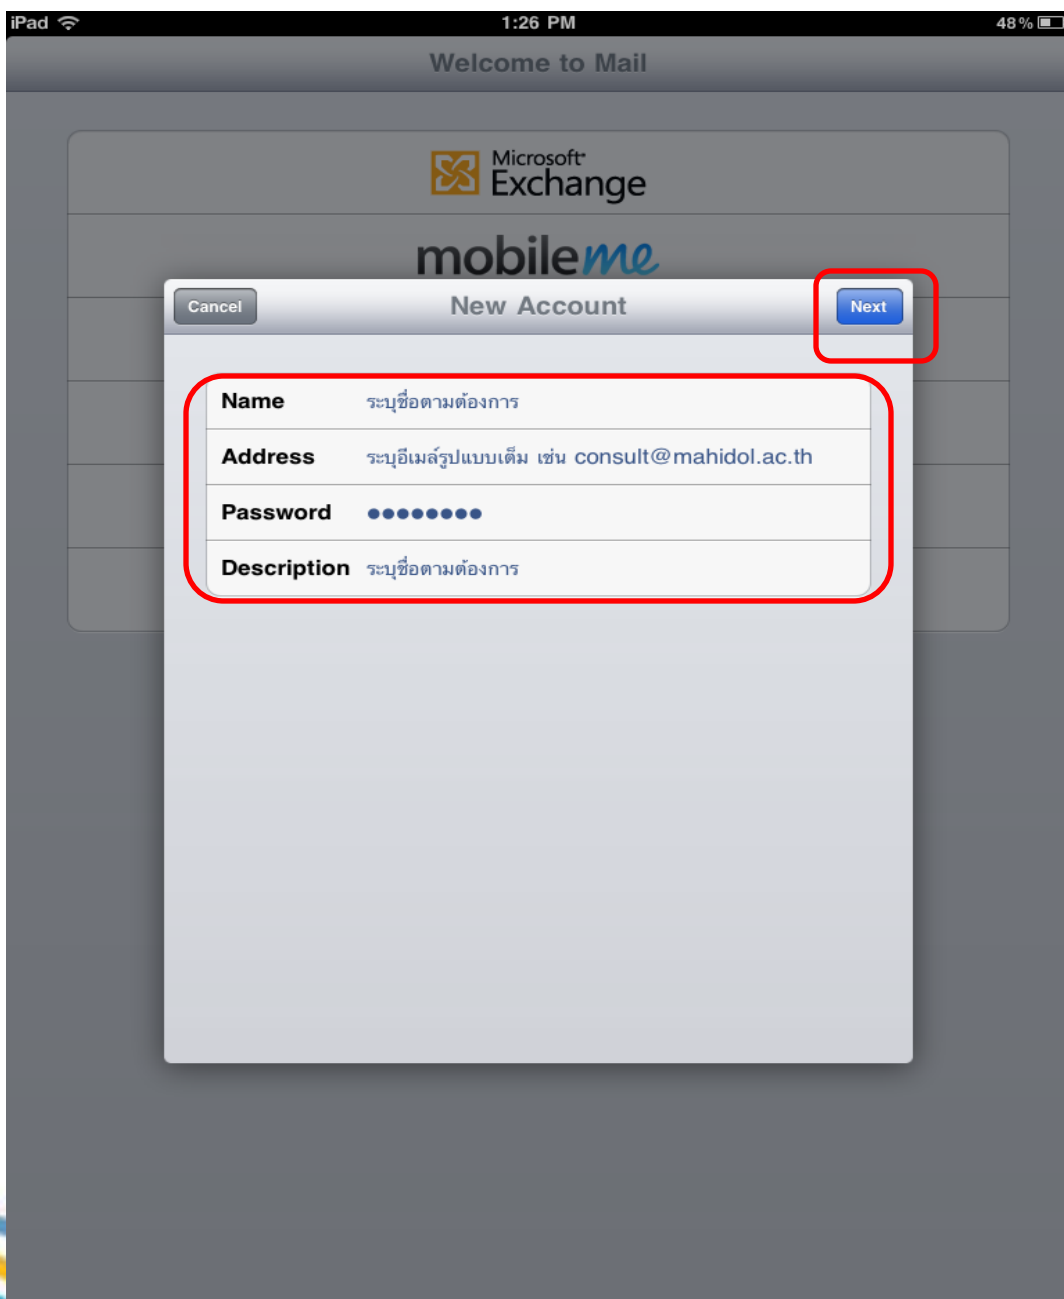 iPad 1:26 PM 48%
Welcome to Mail
Microsoft
Exchange
mobileme
Cancel New Account Next
Name ระบุชื่อตามต้องการ
Address ระบุอีเมล์รูปแบบเต็ม เช่น consult@mahidol.ac.th
Password ●●●●●●●●
Description ระบุชื่อตามต้องการ